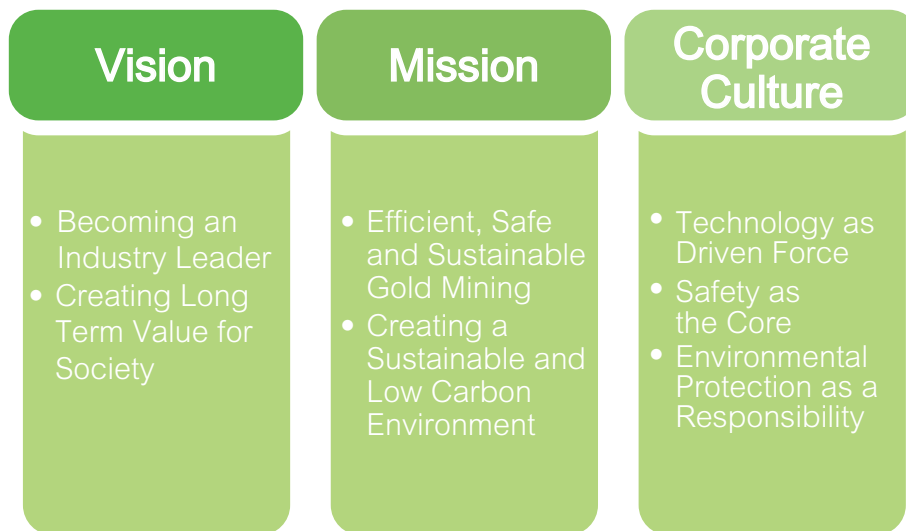 Vision
• Becoming an
Industry Leader
• Creating Long
Term Value for
Society
Mission
• Efficient, Safe
and Sustainable
Gold Mining
• Creating a
Sustainable and
Low Carbon
Environment
Corporate
Culture
• Technology as
Driven Force
• Safety as
the Core
• Environmental
Protection as a
Responsibility